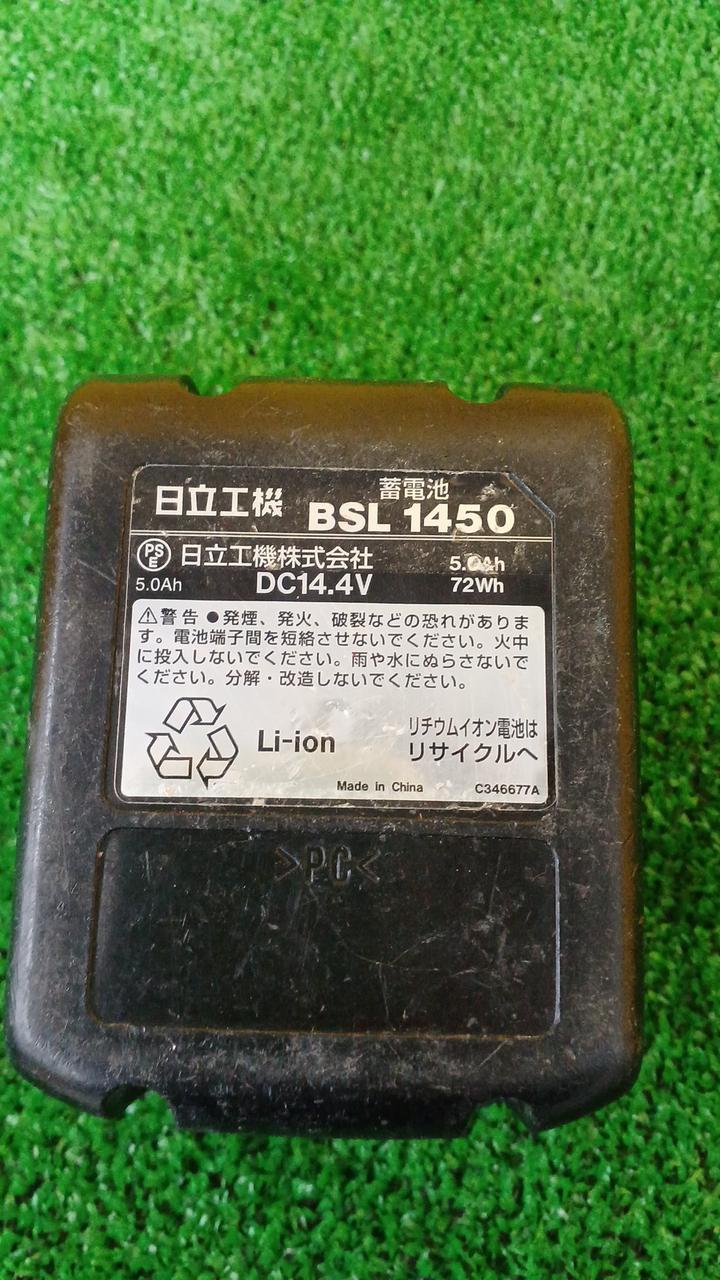 日立工機
蓄電池
BSL 1450
PSE 日立工機株式会社 5.0Ah
5.0Ah DC14.4V 72Wh
⚠警告 ●発煙、発火、破裂などの恐れがありま
す。電池端子間を短絡させないでください。火中
に投入しないでください。雨や水にぬらさないで
ください。分解・改造しないでください。
Li-ion
リチウムイオン電池は
リサイクルへ
Made in China C346677A
>PC<